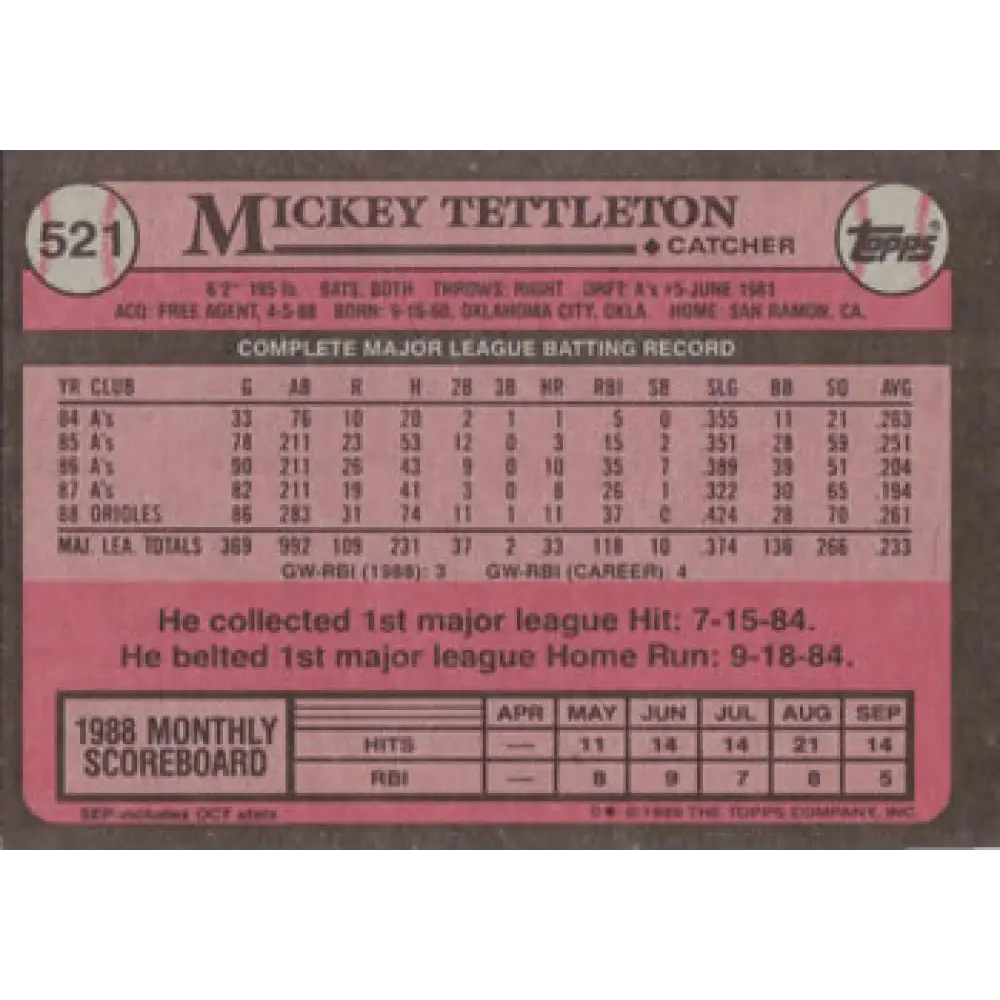 521
MICKEY TETTLETON
◆ CATCHER
TOPPS®
6'2" 195 lb. BATS: BOTH THROWS: RIGHT DRFT: A's #5-JUNE 1981
ACQ: FREE AGENT, 4-5-88 BORN: 9-16-60, OKLAHOMA CITY, OKLA. HOME: SAN RAMON, CA.
COMPLETE MAJOR LEAGUE BATTING RECORD
YR CLUB G AB R H 2B 3B HR RBI SB SLG BB SO AVG
84 A's 33 76 10 20 2 1 1 5 0 .355 11 21 .263
85 A's 78 211 23 53 12 0 3 15 2 .351 28 59 .251
86 A's 90 211 26 43 9 0 10 35 7 .389 39 51 .204
87 A's 82 211 19 41 3 0 8 26 1 .322 30 65 .194
88 ORIOLES 86 283 31 74 11 1 11 37 0 .424 28 70 .261
MAJ. LEA. TOTALS 369 992 109 231 37 2 33 118 10 .374 136 266 .233
GW-RBI (1988): 3 GW-RBI (CAREER): 4
He collected 1st major league Hit: 7-15-84.
He belted 1st major league Home Run: 9-18-84.
1988 MONTHLY
SCOREBOARD
APR MAY JUN JUL AUG SEP
HITS — 11 14 14 21 14
RBI — 8 9 7 8 5
SEP includes OCT stats
D* © 1989 THE TOPPS COMPANY, INC.